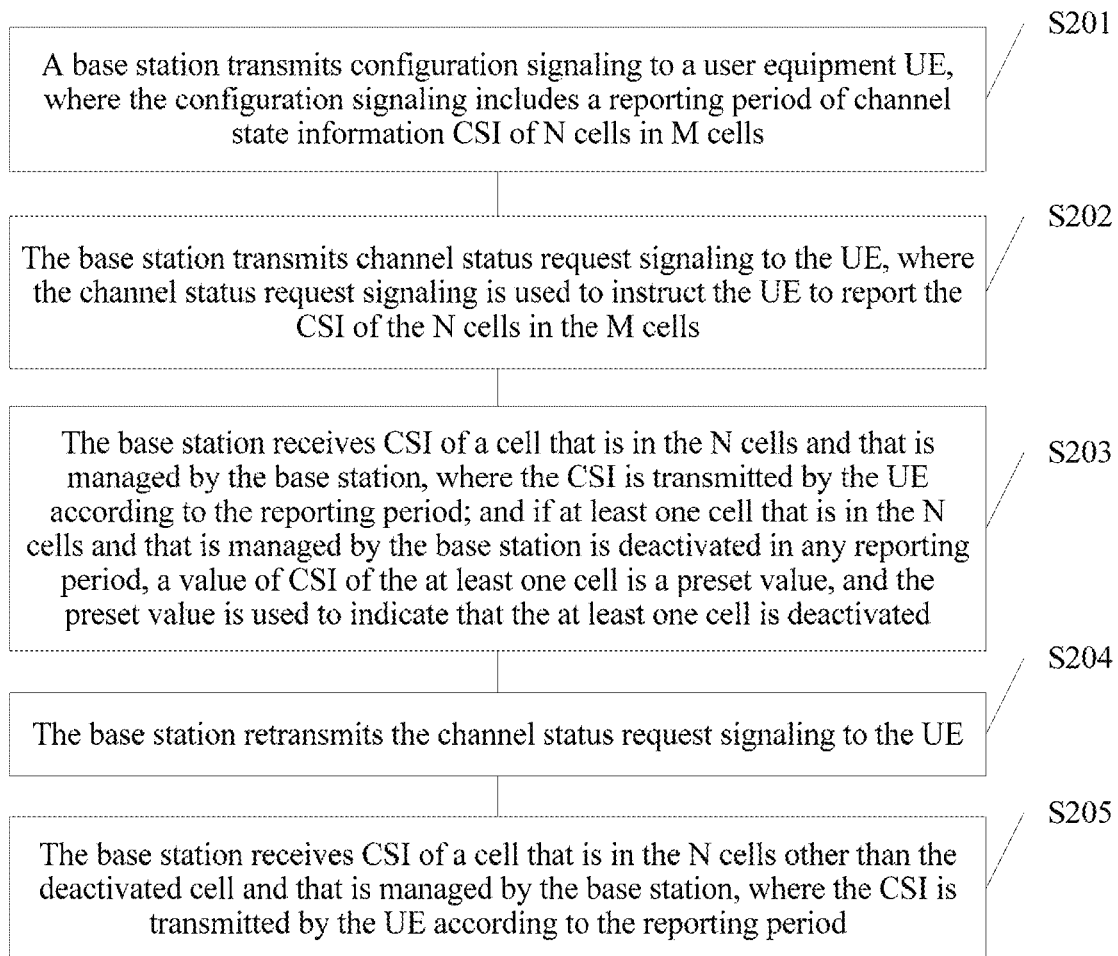 S201
A base station transmits configuration signaling to a user equipment UE,
where the configuration signaling includes a reporting period of channel
state information CSI of N cells in M cells
S202
The base station transmits channel status request signaling to the UE, where
the channel status request signaling is used to instruct the UE to report the
CSI of the N cells in the M cells
S203
The base station receives CSI of a cell that is in the N cells and that is
managed by the base station, where the CSI is transmitted by the UE
according to the reporting period; and if at least one cell that is in the N
cells and that is managed by the base station is deactivated in any reporting
period, a value of CSI of the at least one cell is a preset value, and the
preset value is used to indicate that the at least one cell is deactivated
S204
The base station retransmits the channel status request signaling to the UE
S205
The base station receives CSI of a cell that is in the N cells other than the
deactivated cell and that is managed by the base station, where the CSI is
transmitted by the UE according to the reporting period